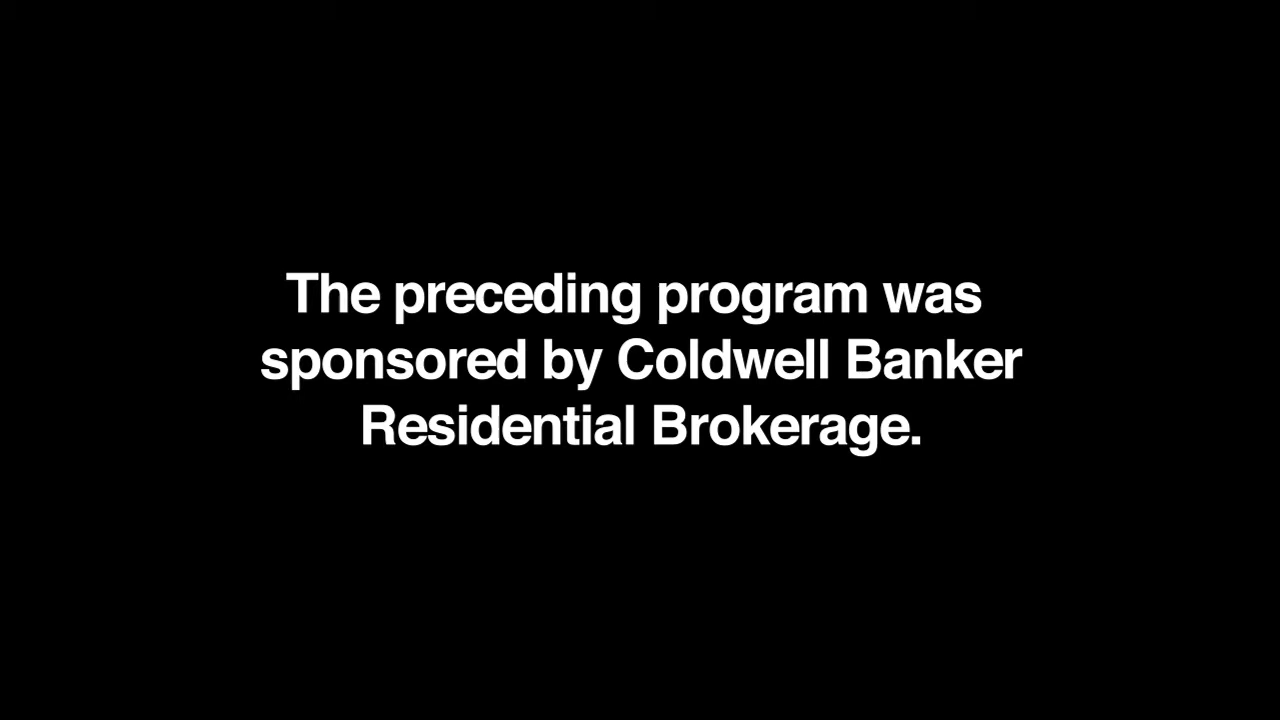 The preceding program was
sponsored by Coldwell Banker
Residential Brokerage.